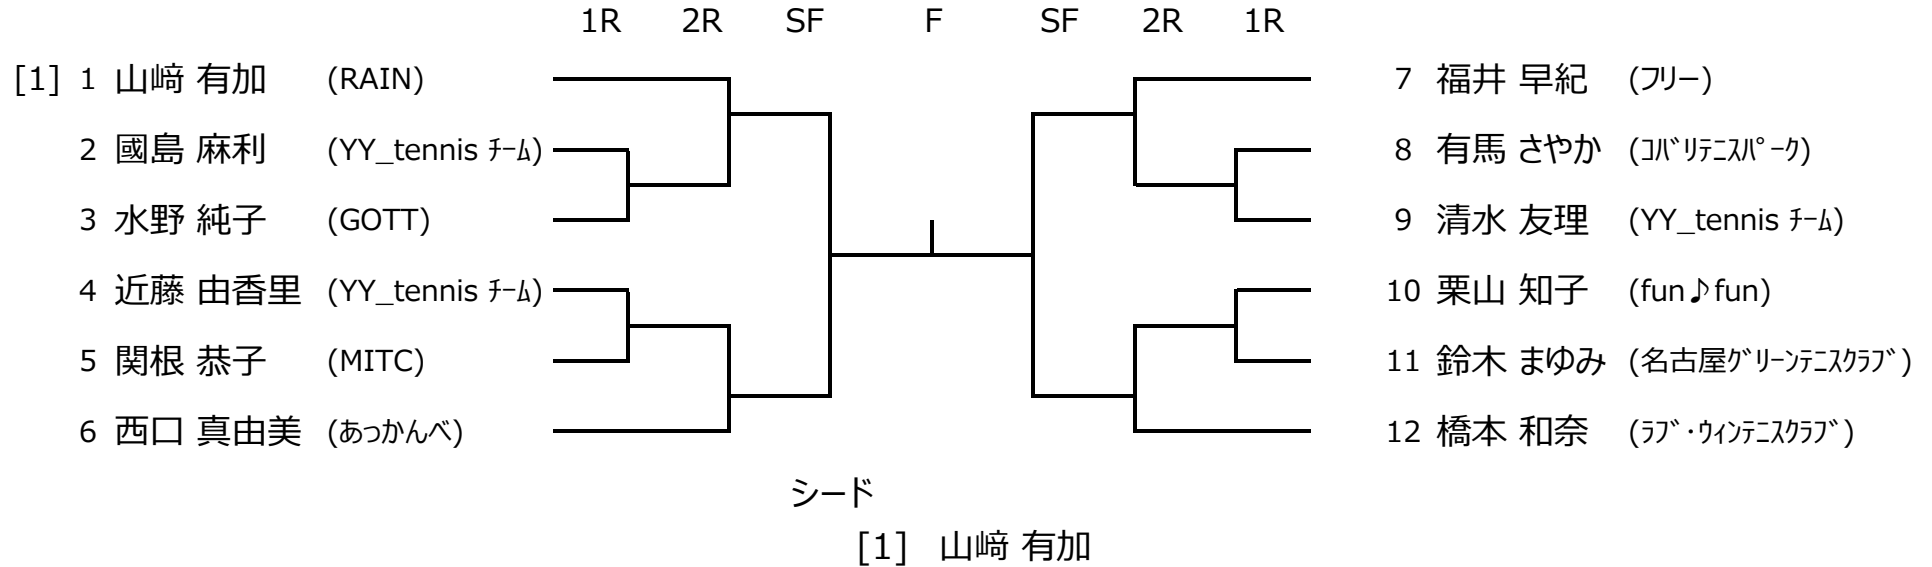 1R 2R SF F SF 2R 1R
[1] 1 山﨑 有加 (RAIN) 7 福井 早紀 (ﾌﾘｰ)
2 國島 麻利 (YY_tennis ﾁｰﾑ) 8 有馬 さやか (ｺﾊﾞﾘﾃﾆｽﾊﾟｰｸ)
3 水野 純子 (GOTT) 9 清水 友理 (YY_tennis ﾁｰﾑ)
4 近藤 由香里 (YY_tennis ﾁｰﾑ) 10 栗山 知子 (fun♪fun)
5 関根 恭子 (MITC) 11 鈴木 まゆみ (名古屋ｸﾞﾘｰﾝﾃﾆｽｸﾗﾌﾞ)
6 西口 真由美 (あっかんべ) 12 橋本 和奈 (ﾗﾌﾞ･ｳｨﾝﾃﾆｽｸﾗﾌﾞ)
シード
[1] 山﨑 有加